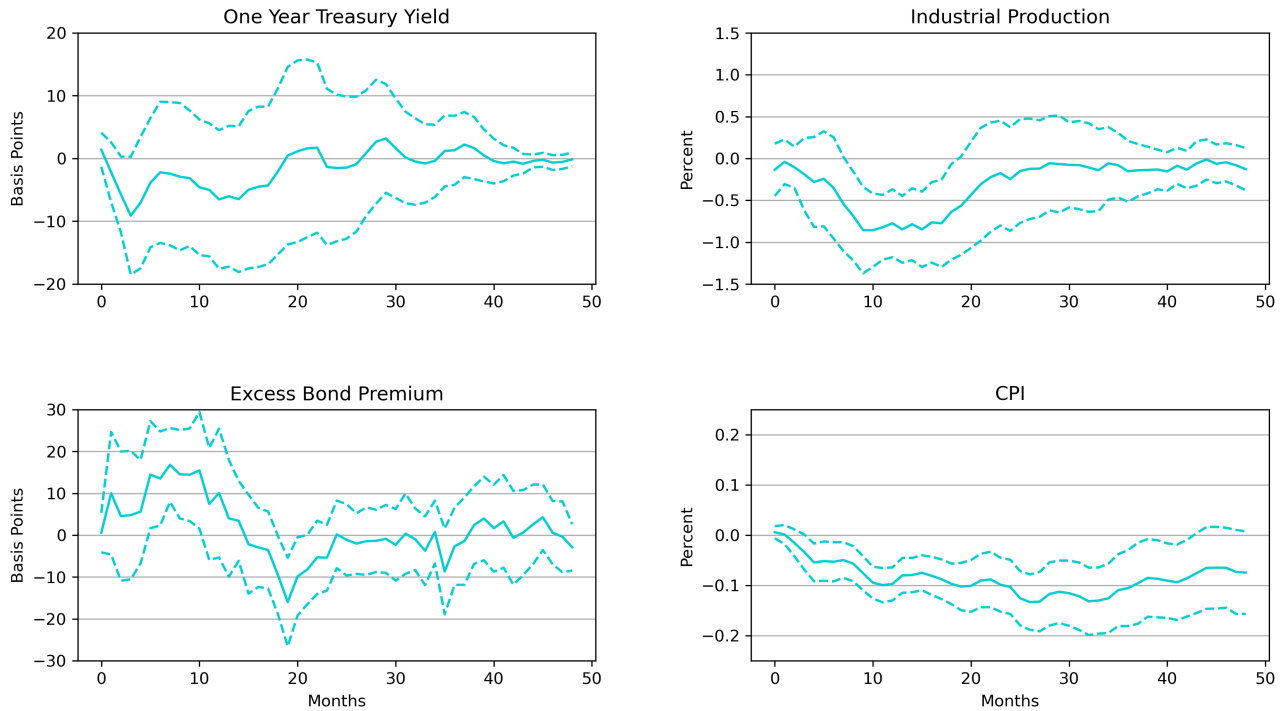 One Year Treasury Yield
Basis Points
20
10
0
−10
−20
0 10 20 30 40 50
Industrial Production
Percent
1.5
1.0
0.5
0.0
−0.5
−1.0
−1.5
0 10 20 30 40 50
Excess Bond Premium
Basis Points
30
20
10
0
−10
−20
−30
0 10 20 30 40 50
Months
CPI
Percent
0.2
0.1
0.0
−0.1
−0.2
0 10 20 30 40 50
Months